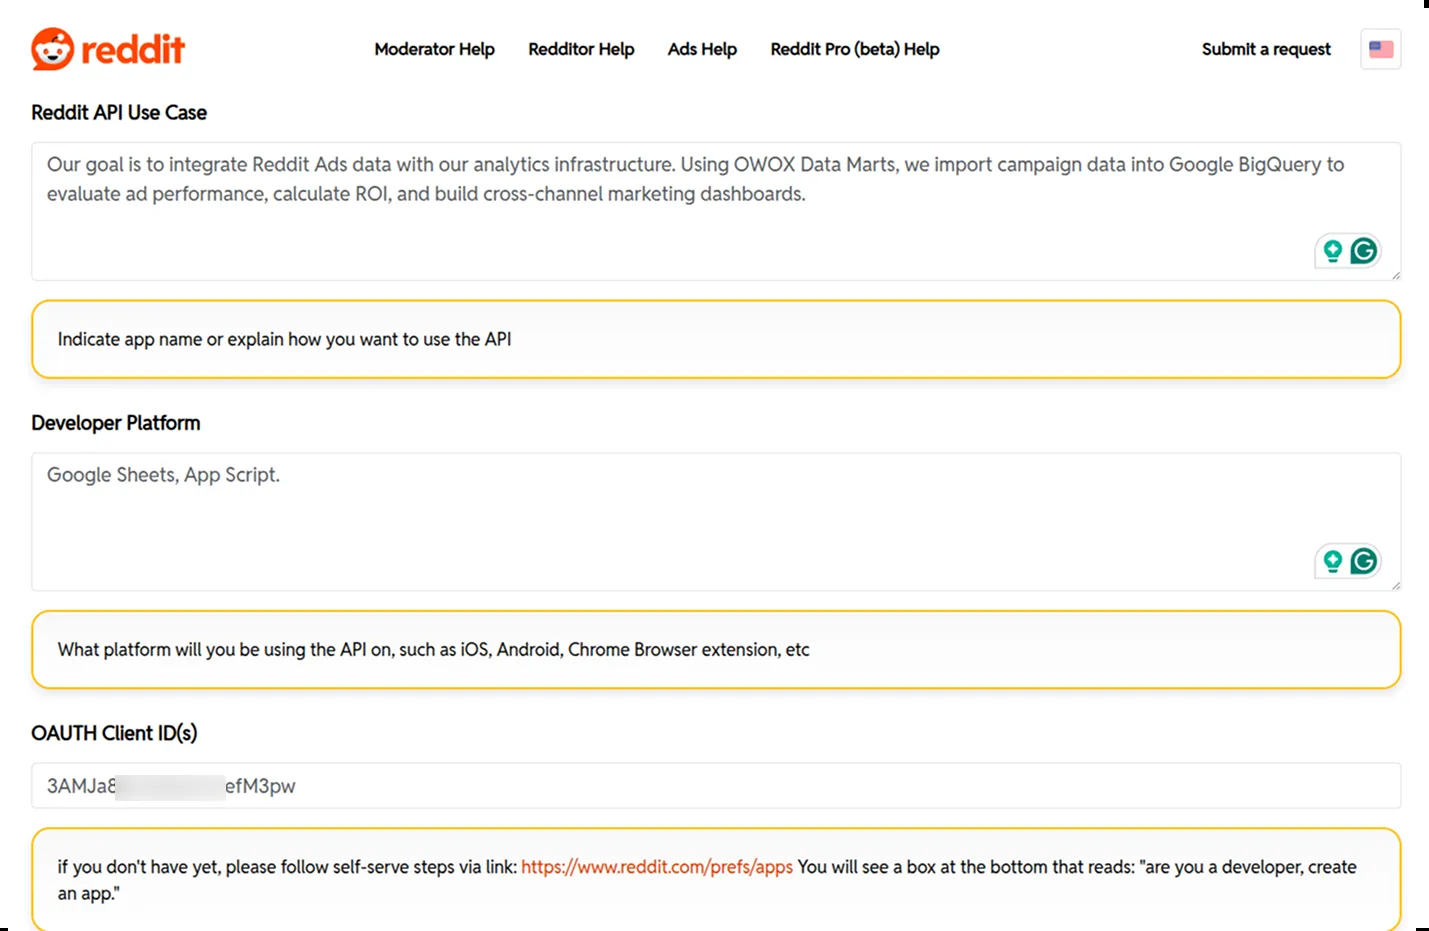 reddit
Moderator Help Redditor Help Ads Help Reddit Pro (beta) Help Submit a request
Reddit API Use Case
Our goal is to integrate Reddit Ads data with our analytics infrastructure. Using OWOX Data Marts, we import campaign data into Google BigQuery to
evaluate ad performance, calculate ROI, and build cross-channel marketing dashboards.
Indicate app name or explain how you want to use the API
Developer Platform
Google Sheets, App Script.
What platform will you be using the API on, such as iOS, Android, Chrome Browser extension, etc
OAUTH Client ID(s)
3AMJa8 efM3pw
if you don't have yet, please follow self-serve steps via link: https://www.reddit.com/prefs/apps You will see a box at the bottom that reads: "are you a developer, create
an app."